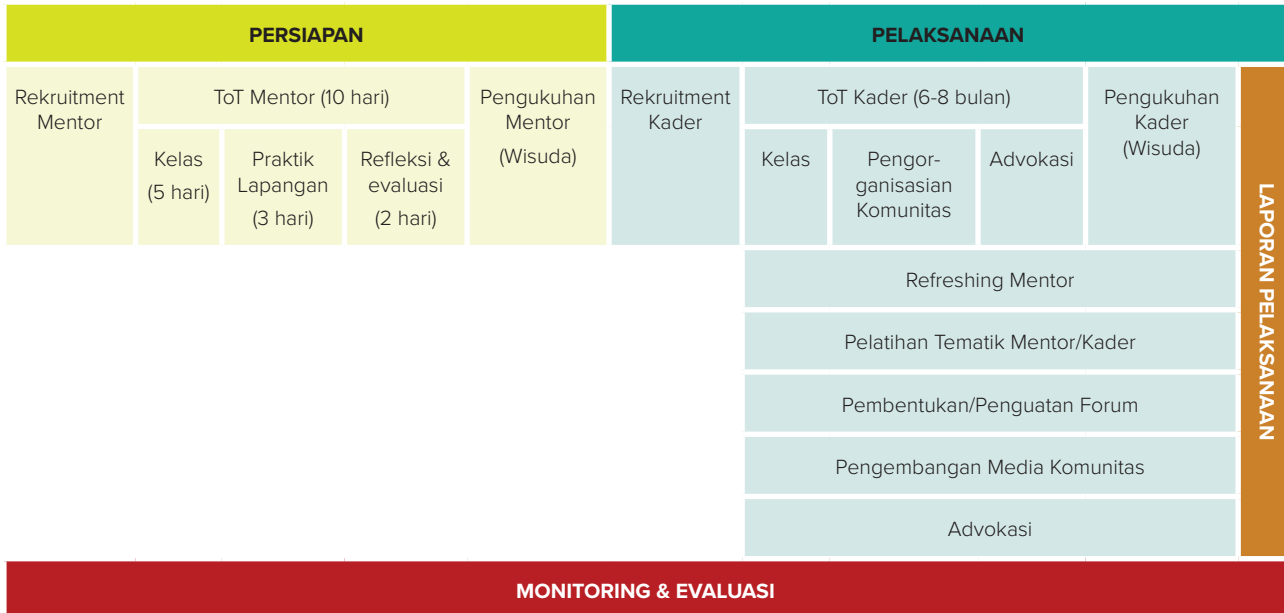 PERSIAPAN
PELAKSANAAN
Rekruitment
Mentor
ToT Mentor (10 hari)
Kelas
(5 hari)
Praktik
Lapangan
(3 hari)
Refleksi &
evaluasi
(2 hari)
Pengukuhan
Mentor
(Wisuda)
Rekruitment
Kader
ToT Kader (6-8 bulan)
Kelas
Pengor-
ganisasian
Komunitas
Advokasi
Pengukuhan
Kader
(Wisuda)
LAPORAN PELAKSANAAN
Refreshing Mentor
Pelatihan Tematik Mentor/Kader
Pembentukan/Penguatan Forum
Pengembangan Media Komunitas
Advokasi
MONITORING & EVALUASI